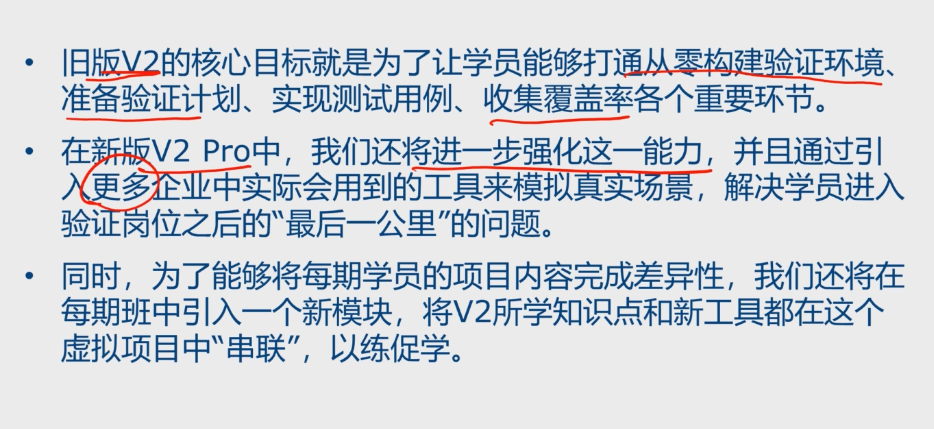 • 旧版V2的核心目标就是为了让学员能够打通从零构建验证环境、
准备验证计划、实现测试用例、收集覆盖率各个重要环节。
• 在新版V2 Pro中，我们还将进一步强化这一能力，并且通过引
入更多企业中实际会用到的工具来模拟真实场景，解决学员进入
验证岗位之后的“最后一公里”的问题。
• 同时，为了能够将每期学员的项目内容完成差异性，我们还将在
每期班中引入一个新模块，将V2所学知识点和新工具都在这个
虚拟项目中“串联”，以练促学。